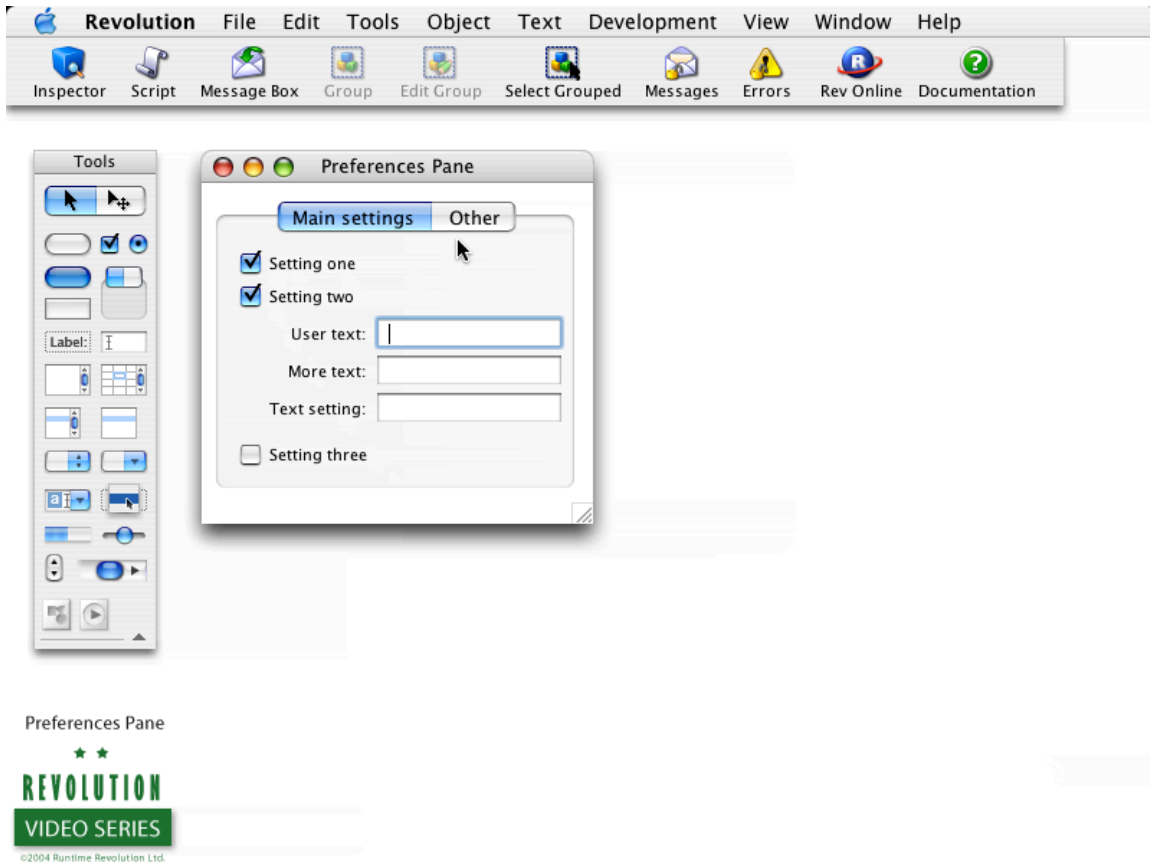 Revolution File Edit Tools Object Text Development View Window Help
Inspector Script Message Box Group Edit Group Select Grouped Messages Errors Rev Online Documentation
Tools
Preferences Pane
Main settings Other
Setting one
Setting two
User text:
More text:
Text setting:
Setting three
Label:
a
Preferences Pane
REVOLUTION
VIDEO SERIES
©2004 Runtime Revolution Ltd.